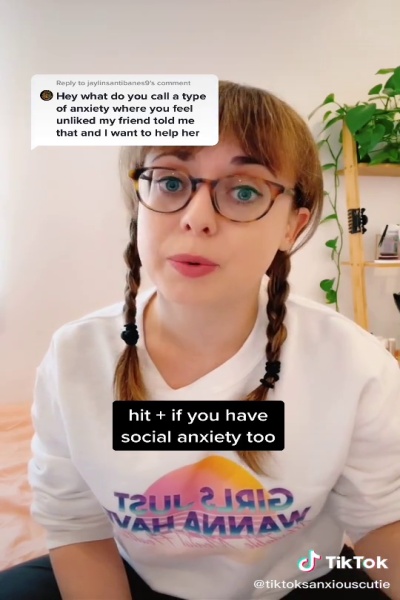 Reply to jaylinsantibanes9's comment
Hey what do you call a type
of anxiety where you feel
unliked my friend told me
that and I want to help her
hit + if you have
social anxiety too
GIRLS JUST
WANNA HAVE
TikTok
@tiktoksanxiouscutie